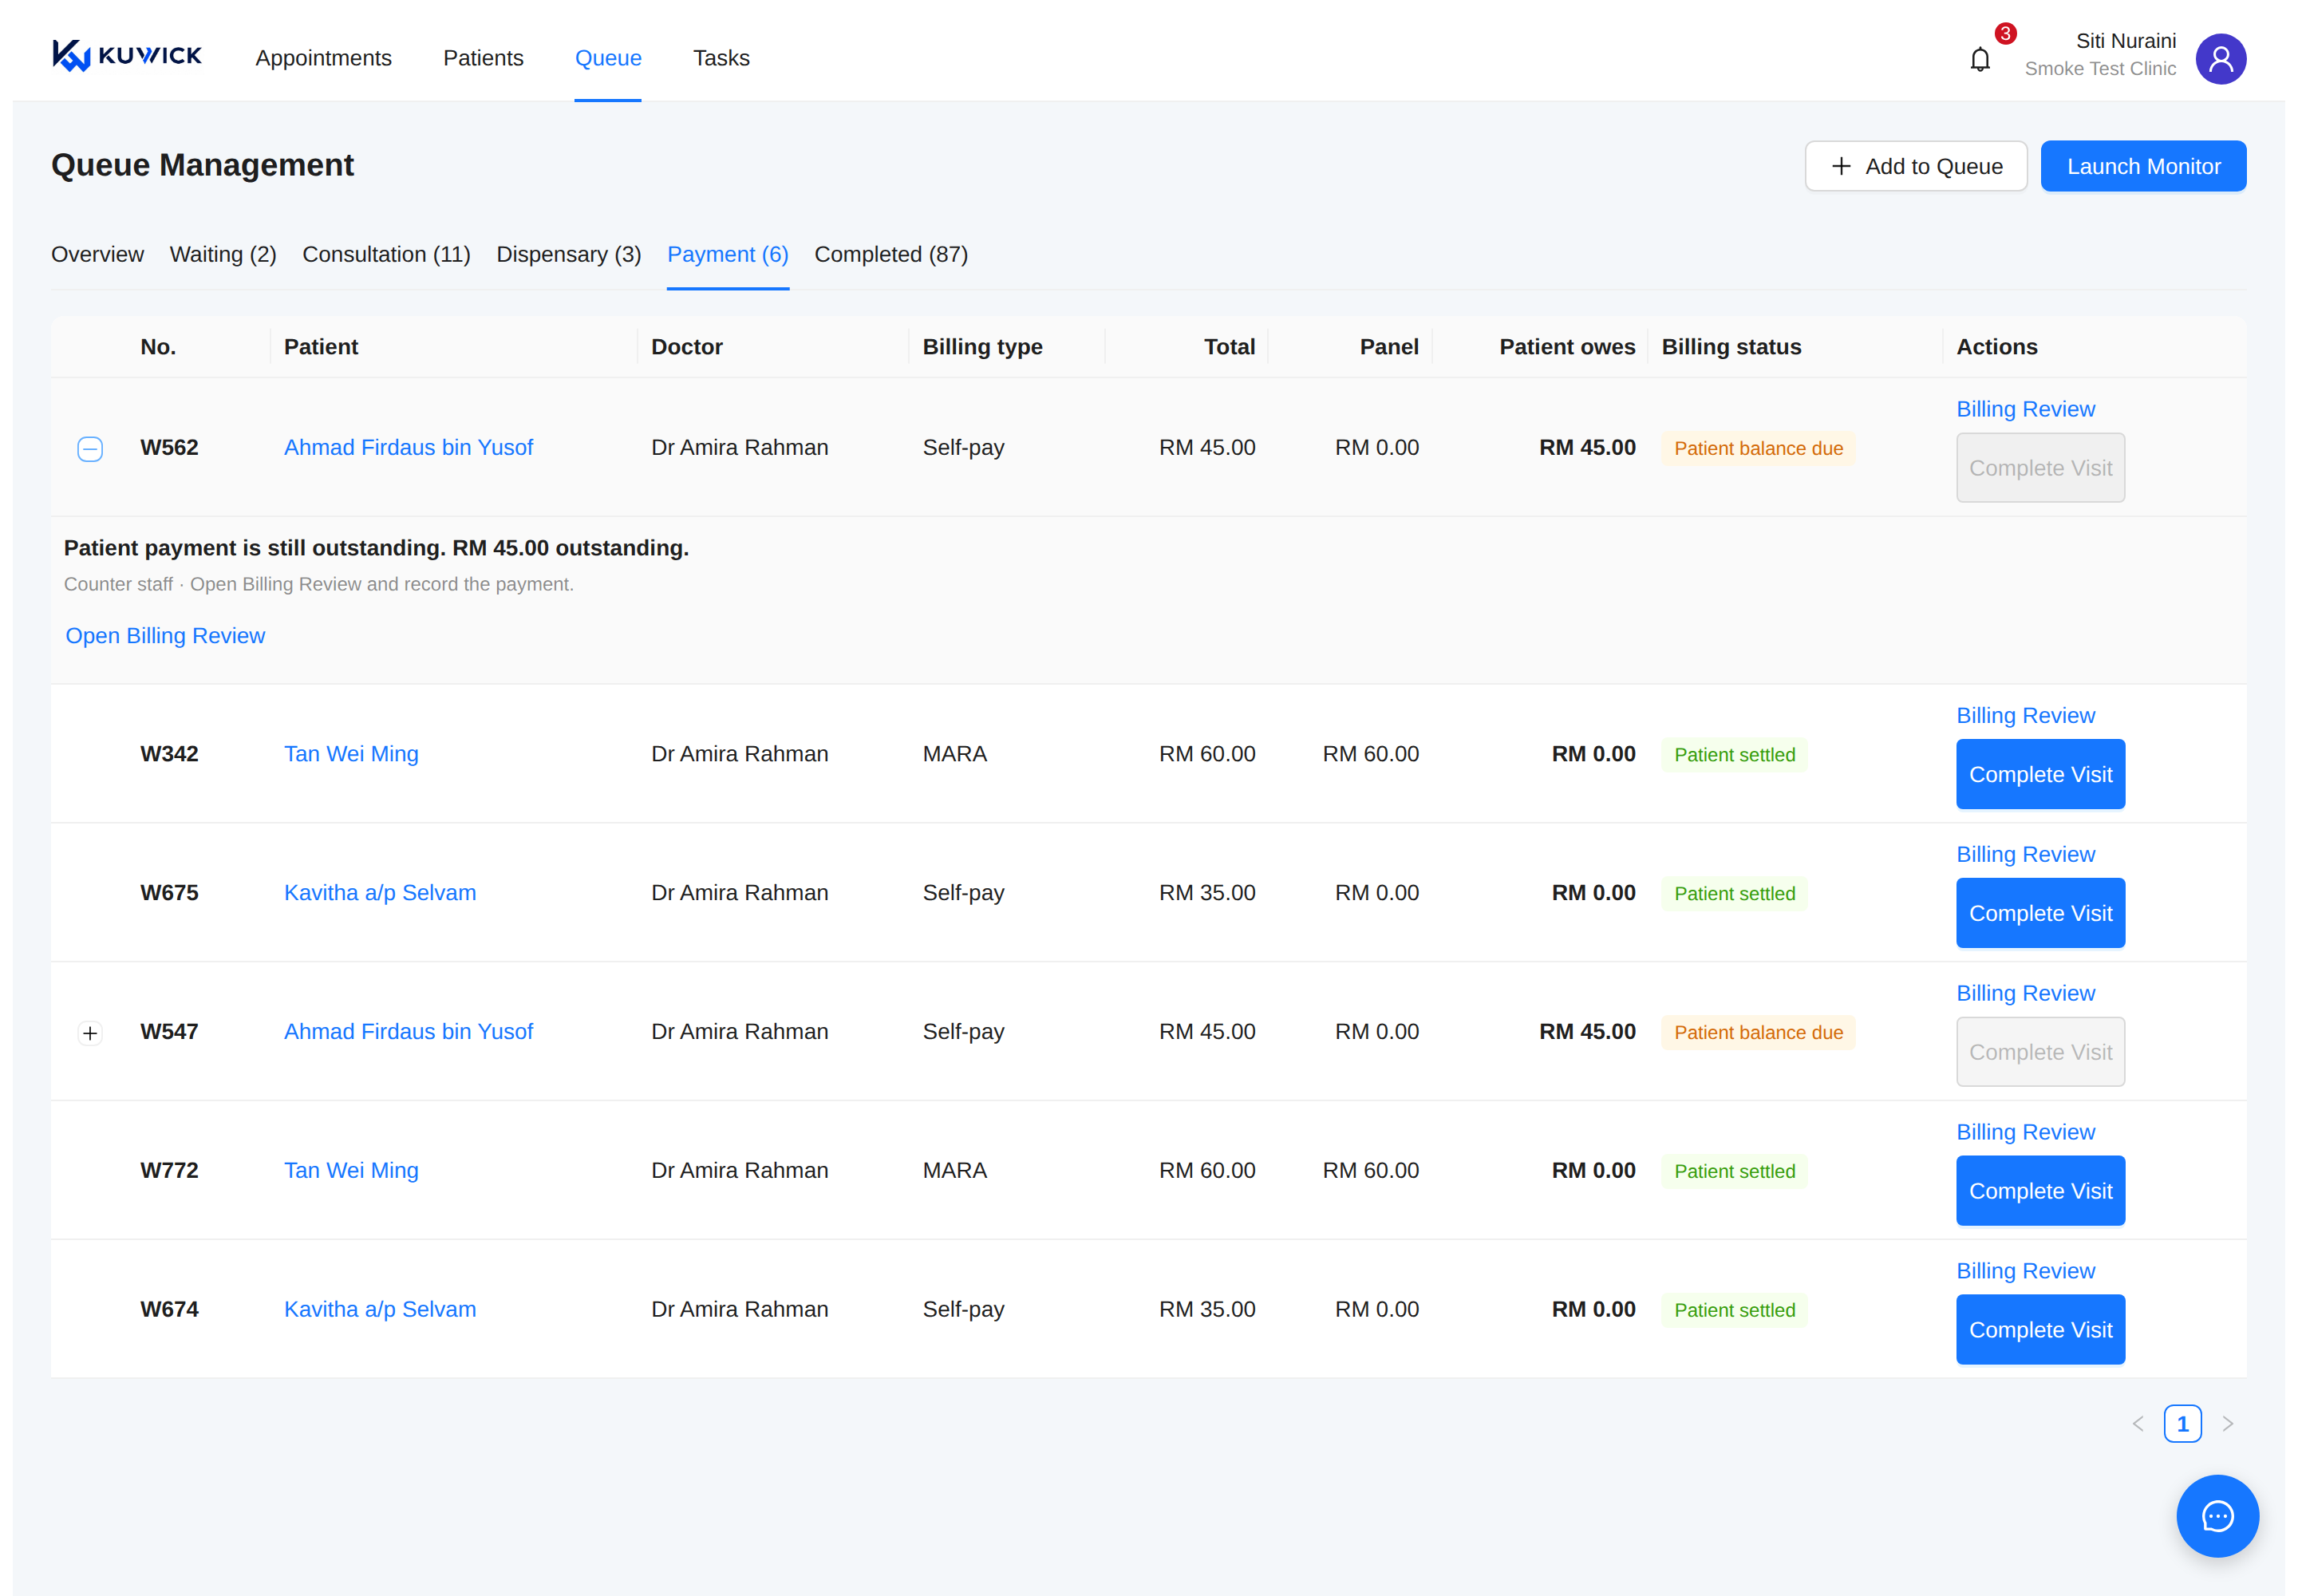 KUWICK Appointments Patients Queue Tasks 3 Siti Nuraini
Smoke Test Clinic
Queue Management + Add to Queue Launch Monitor
Overview Waiting (2) Consultation (11) Dispensary (3) Payment (6) Completed (87)
No. Patient Doctor Billing type Total Panel Patient owes Billing status Actions
W562 Ahmad Firdaus bin Yusof Dr Amira Rahman Self-pay RM 45.00 RM 0.00 RM 45.00 Patient balance due Billing Review
Complete Visit
Patient payment is still outstanding. RM 45.00 outstanding.
Counter staff · Open Billing Review and record the payment.
Open Billing Review
W342 Tan Wei Ming Dr Amira Rahman MARA RM 60.00 RM 60.00 RM 0.00 Patient settled Billing Review
Complete Visit
W675 Kavitha a/p Selvam Dr Amira Rahman Self-pay RM 35.00 RM 0.00 RM 0.00 Patient settled Billing Review
Complete Visit
W547 Ahmad Firdaus bin Yusof Dr Amira Rahman Self-pay RM 45.00 RM 0.00 RM 45.00 Patient balance due Billing Review
Complete Visit
W772 Tan Wei Ming Dr Amira Rahman MARA RM 60.00 RM 60.00 RM 0.00 Patient settled Billing Review
Complete Visit
W674 Kavitha a/p Selvam Dr Amira Rahman Self-pay RM 35.00 RM 0.00 RM 0.00 Patient settled Billing Review
Complete Visit
1